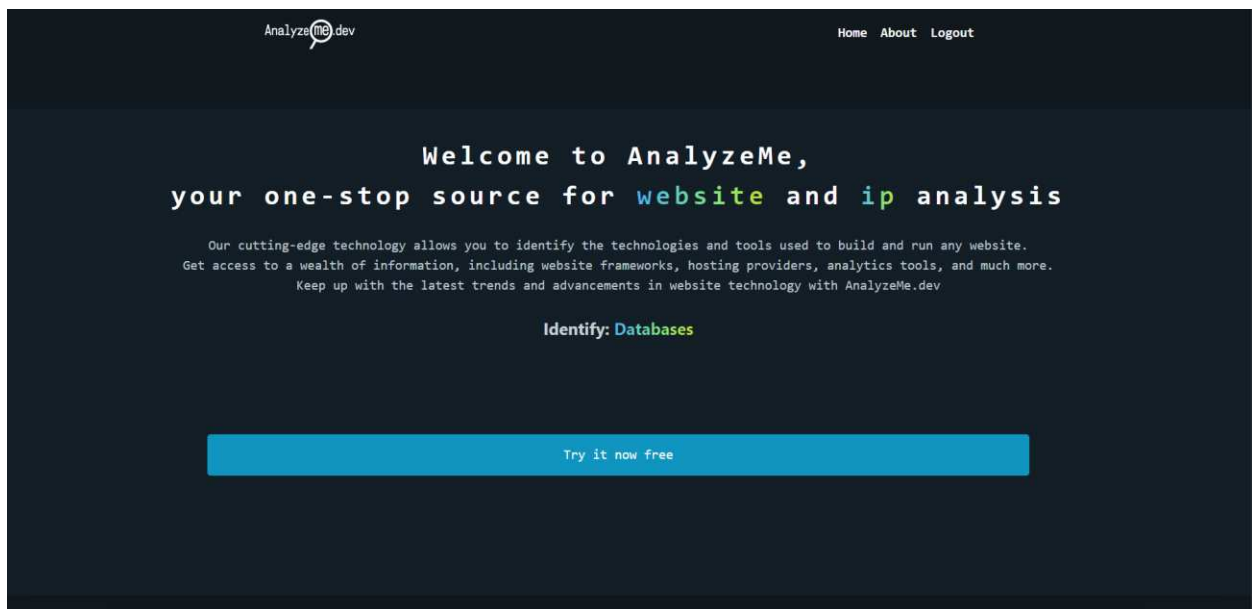 Analyze me .dev
Home About Logout
Welcome to AnalyzeMe,
your one-stop source for website and ip analysis
Our cutting-edge technology allows you to identify the technologies and tools used to build and run any website.
Get access to a wealth of information, including website frameworks, hosting providers, analytics tools, and much more.
Keep up with the latest trends and advancements in website technology with AnalyzeMe.dev
Identify: Databases
Try it now free